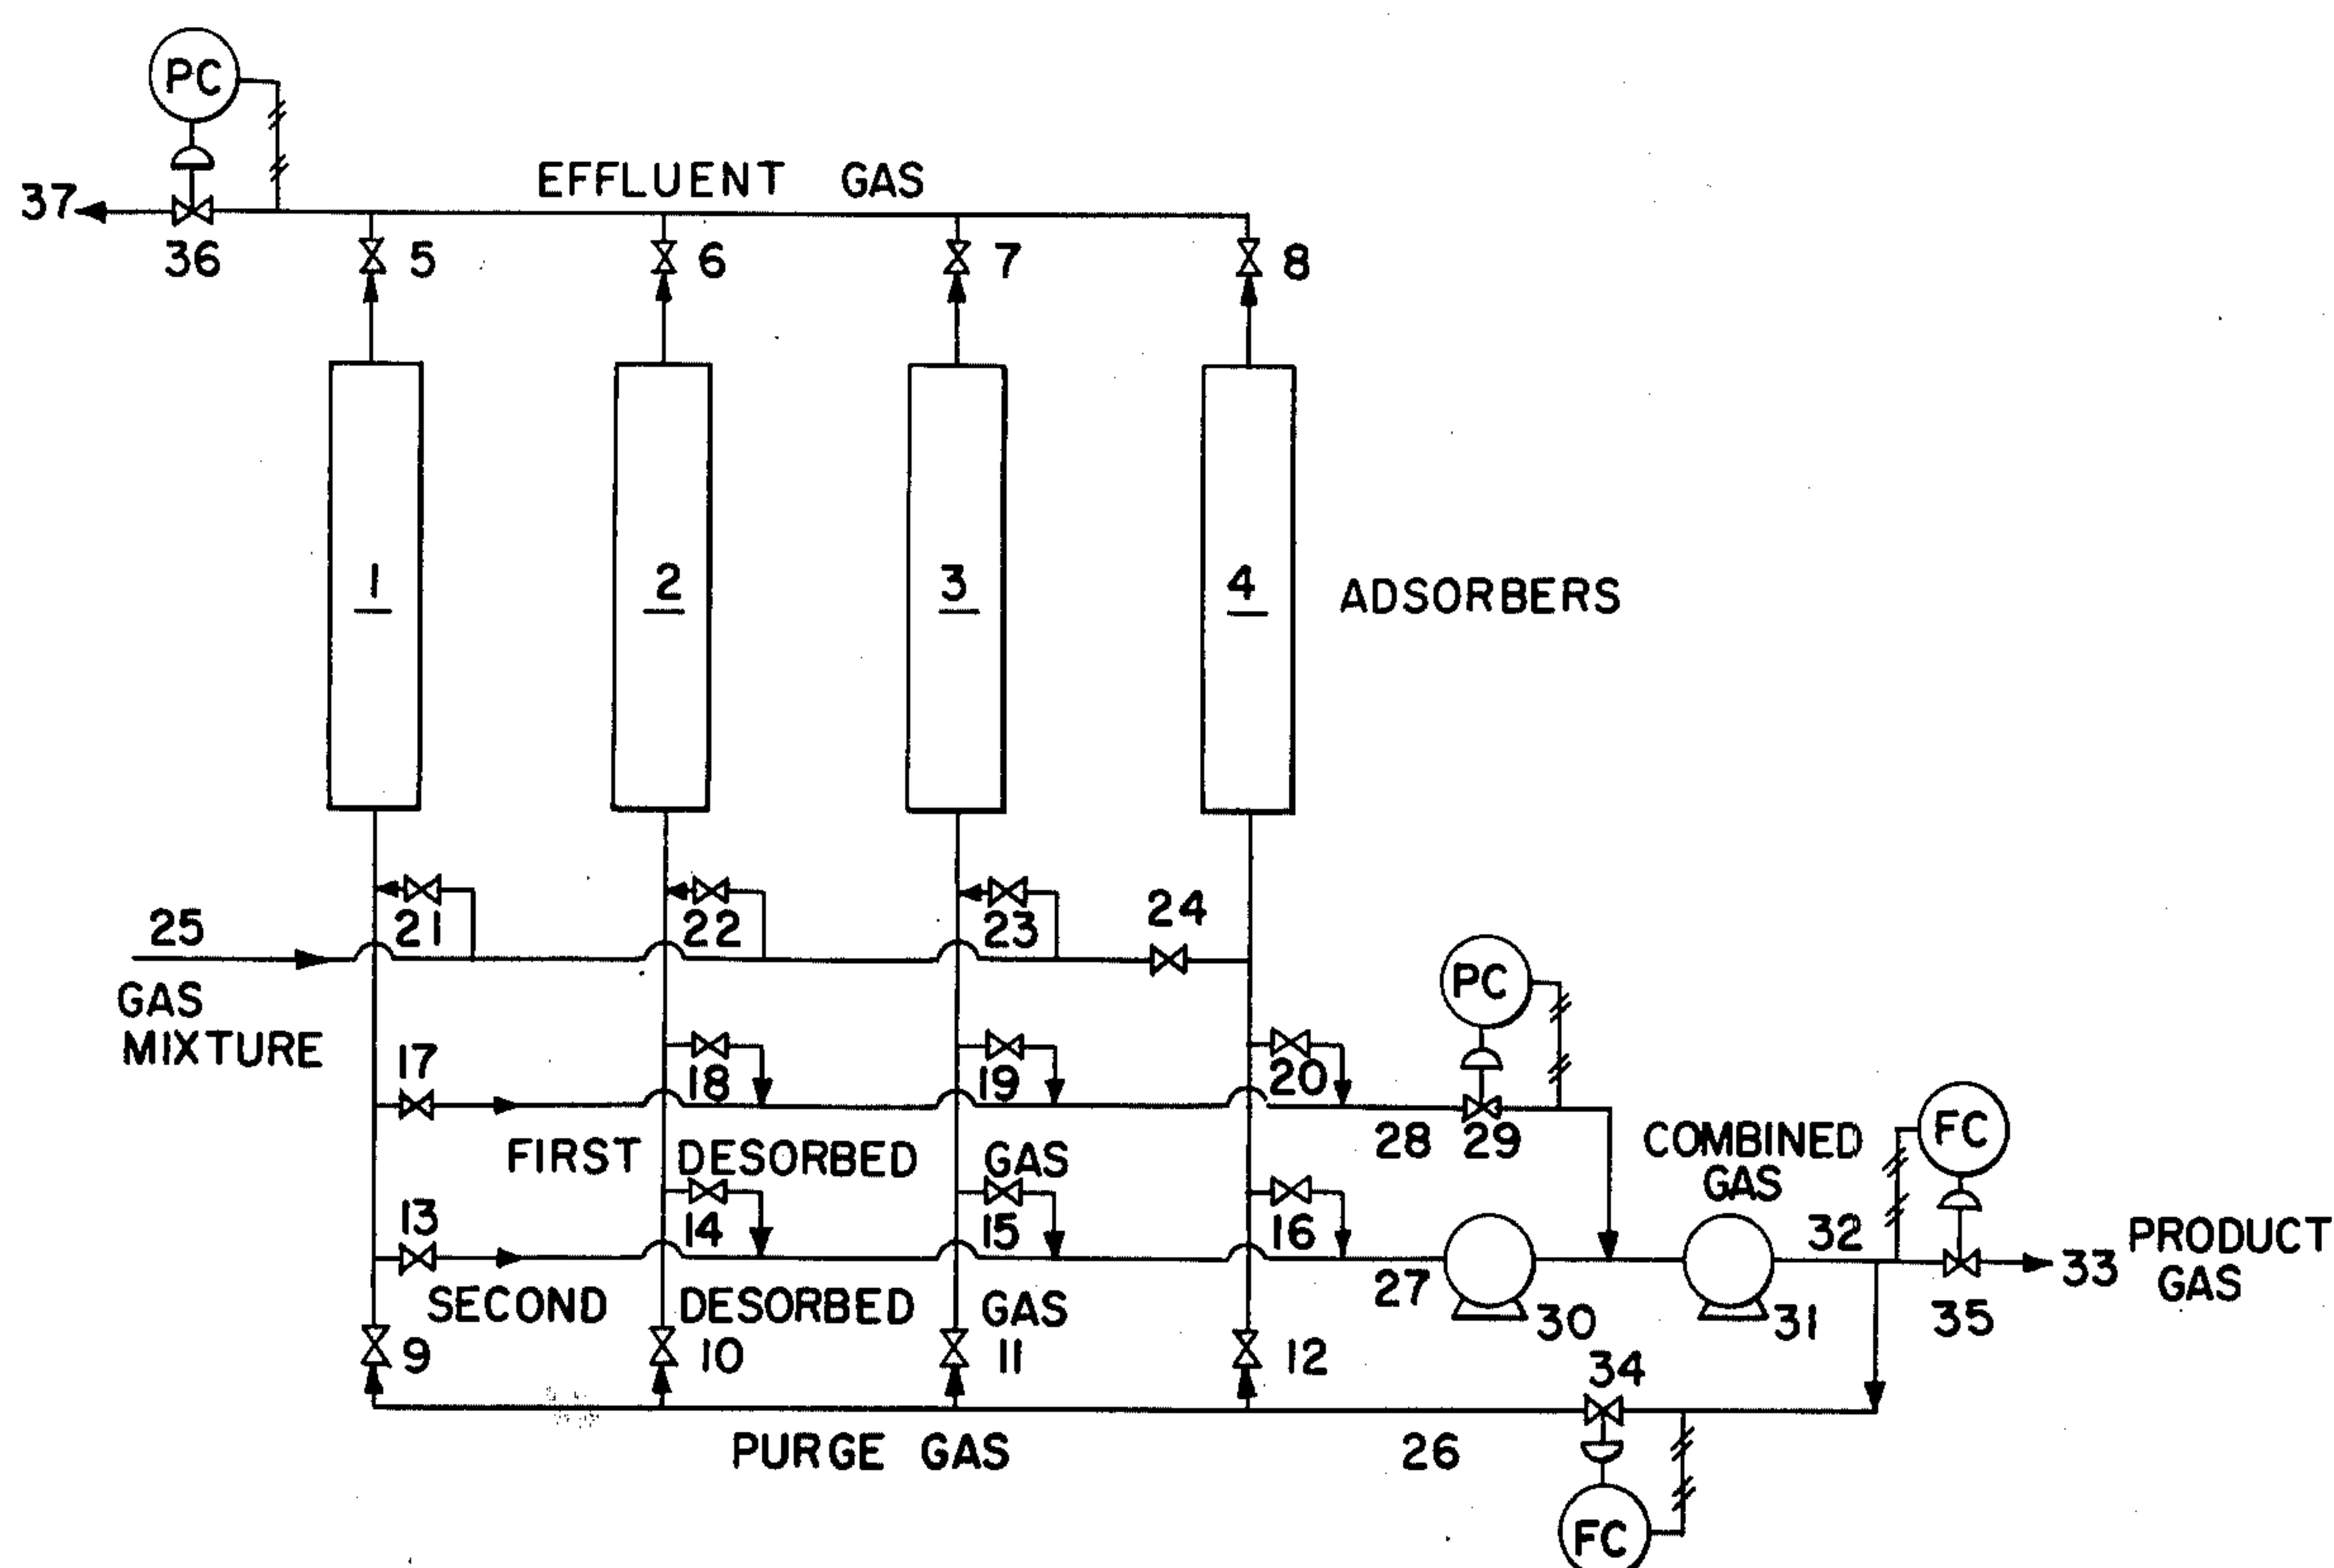 PC
EFFLUENT GAS
37
36
5
6
7
8
1
2
3
4
ADSORBERS
25
21
22
23
24
GAS
MIXTURE
PC
17
18
19
20
28
29
FIRST DESORBED GAS
COMBINED
GAS
FC
13
14
15
16
27
30
31
32
33
PRODUCT
GAS
35
SECOND DESORBED GAS
9
10
11
12
34
PURGE GAS
26
FC